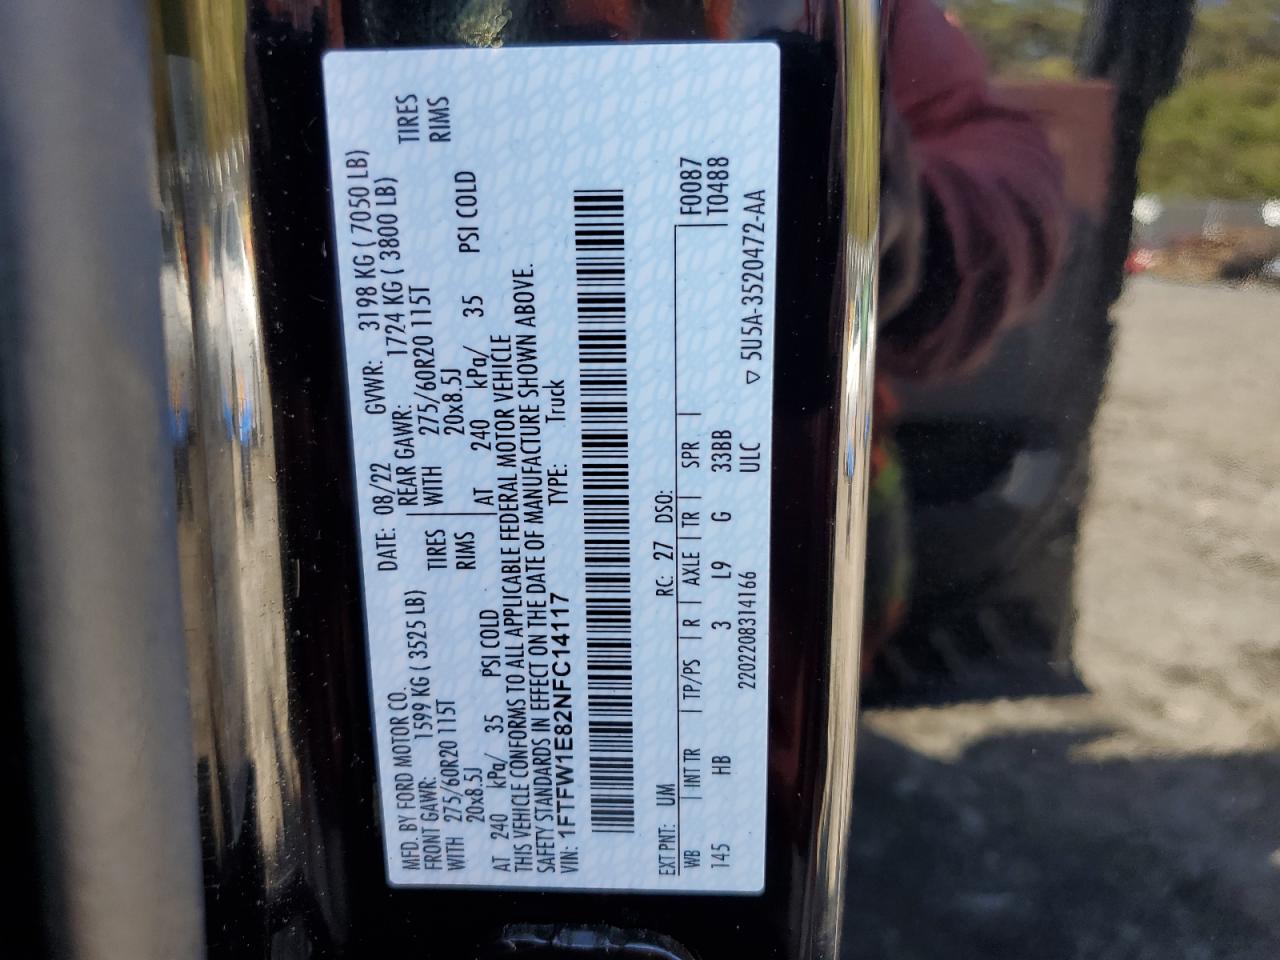 MFD. BY FORD MOTOR CO. DATE: 08/22 GVWR: 3198 KG ( 7050 LB)
FRONT GAWR: 1599 KG ( 3525 LB) REAR GAWR: 1724 KG ( 3800 LB)
WITH 275/60R20 115T TIRES WITH 275/60R20 115T TIRES
20x8.5J RIMS 20x8.5J RIMS
AT 240 kPa/ 35 PSI COLD AT 240 kPa/ 35 PSI COLD
THIS VEHICLE CONFORMS TO ALL APPLICABLE FEDERAL MOTOR VEHICLE
SAFETY STANDARDS IN EFFECT ON THE DATE OF MANUFACTURE SHOWN ABOVE.
VIN: 1FTFW1E82NFC14117 TYPE: Truck
EXT PNT: UM RC: 27 DSO: F0087
WB INT TR TP/PS R AXLE TR SPR T0488
145 HB 3 L9 G 33BB
2202208314166 ULC ▽ 5U5A-3520472-AA